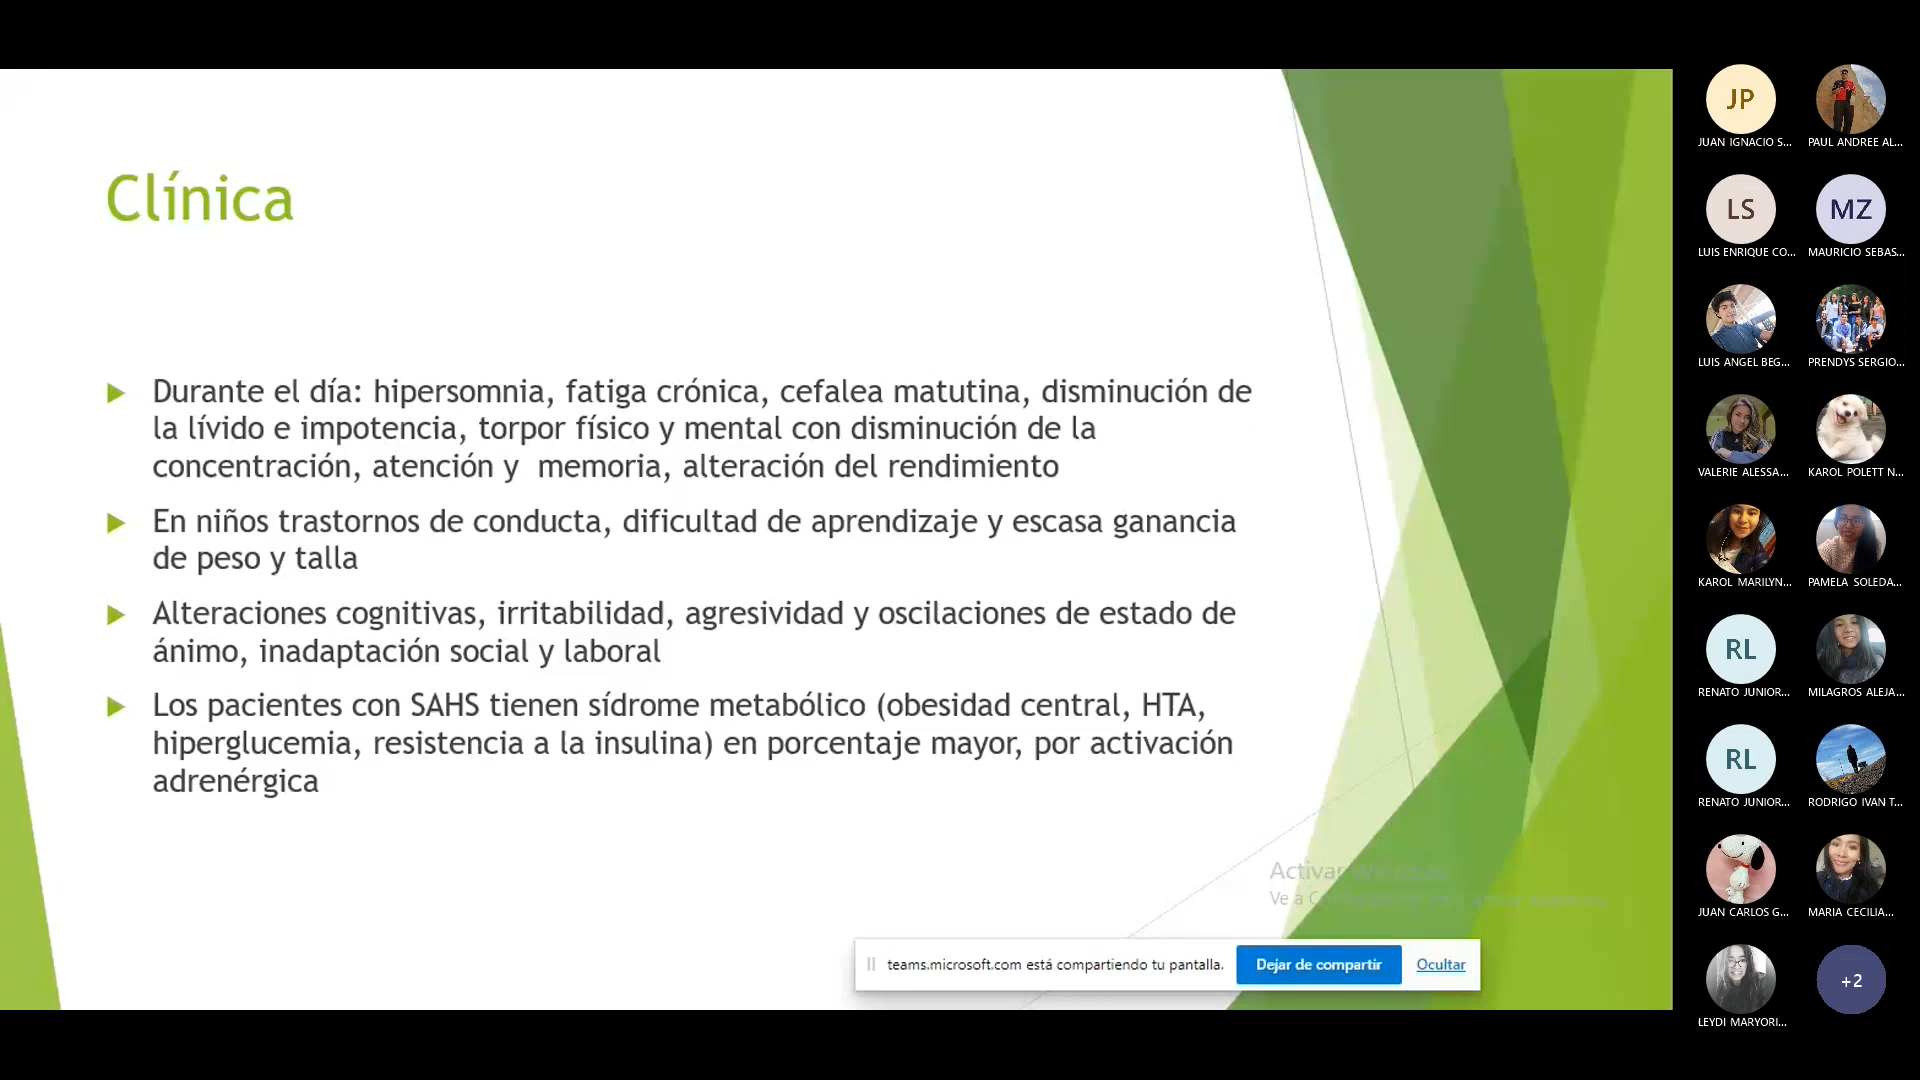 Clínica
Durante el día: hipersomnia, fatiga crónica, cefalea matutina, disminución de
la lívido e impotencia, torpor físico y mental con disminución de la
concentración, atención y  memoria, alteración del rendimiento
En niños trastornos de conducta, dificultad de aprendizaje y escasa ganancia
de peso y talla
Alteraciones cognitivas, irritabilidad, agresividad y oscilaciones de estado de
ánimo, inadaptación social y laboral
Los pacientes con SAHS tienen sídrome metabólico (obesidad central, HTA,
hiperglucemia, resistencia a la insulina) en porcentaje mayor, por activación
adrenérgica
Activar Windows
Ve a
teams.microsoft.com está compartiendo tu pantalla.
Dejar de compartir
Ocultar
JP
JUAN IGNACIO S...
PAUL ANDREE AL...
LS
LUIS ENRIQUE CO...
MZ
MAURICIO SEBAS...
LUIS ANGEL BEG...
PRENDYS SERGIO...
VALERIE ALESSA...
KAROL POLETT N...
KAROL MARILYN...
PAMELA SOLEDA...
RL
RENATO JUNIOR...
MILAGROS ALEJA...
RL
RENATO JUNIOR...
RODRIGO IVAN T...
JUAN CARLOS G...
MARIA CECILIA...
LEYDI MARYORI...
+2